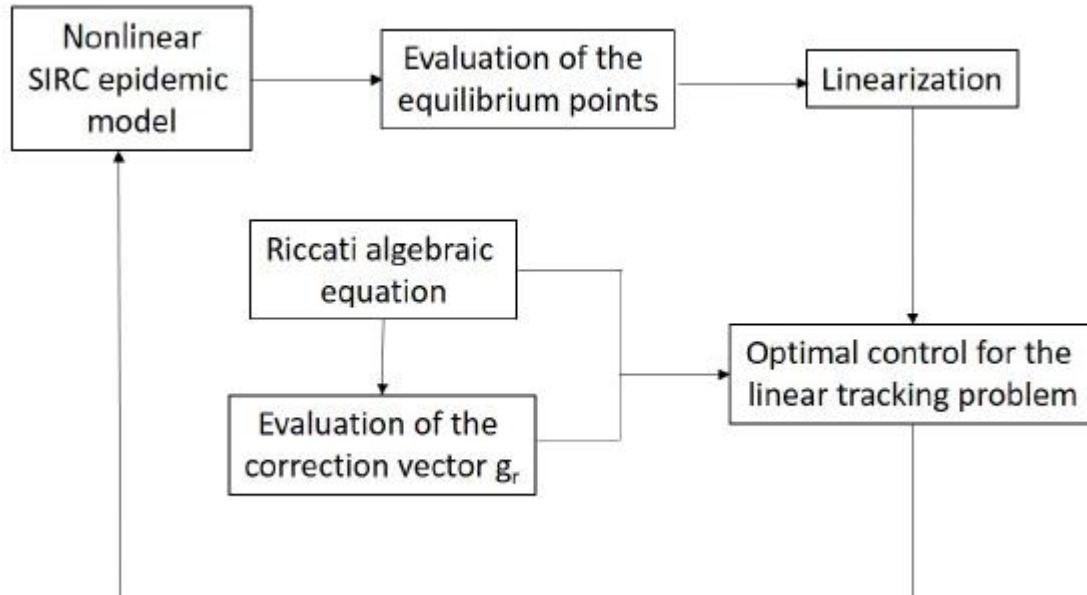 Nonlinear
SIRC epidemic
model
Evaluation of the
equilibrium points
Linearization
Riccati algebraic
equation
Evaluation of the
correction vector gᵣ
Optimal control for the
linear tracking problem